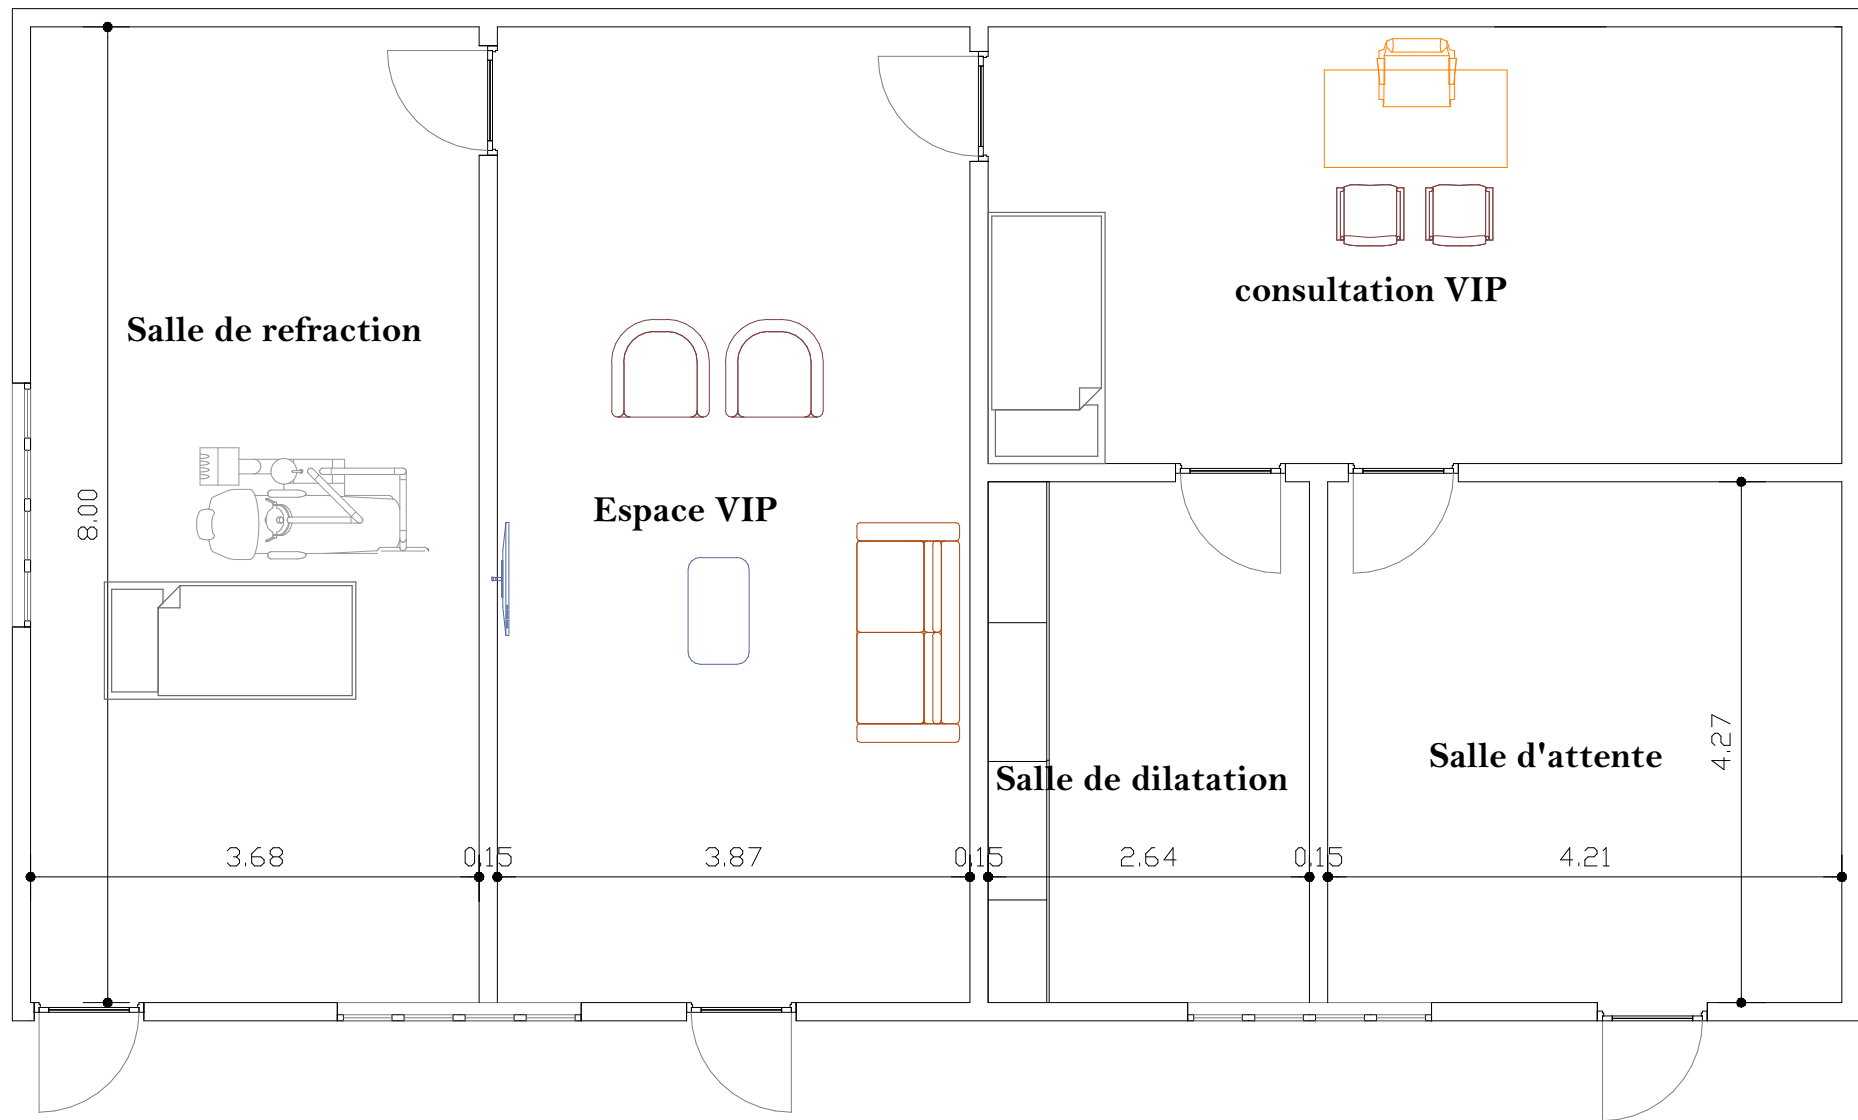 consultation VIP
Salle de refraction
Espace VIP
8.00
Salle d'attente
4.27
Salle de dilatation
3.68
0.15
3.87
0.15
2.64
0.15
4.21